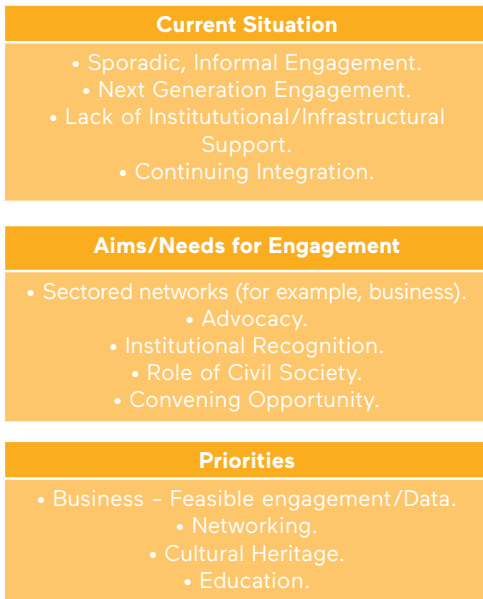 Current Situation
• Sporadic, Informal Engagement.
• Next Generation Engagement.
• Lack of Institututional/Infrastructural
Support.
• Continuing Integration.
Aims/Needs for Engagement
• Sectored networks (for example, business).
• Advocacy.
• Institutional Recognition.
• Role of Civil Society.
• Convening Opportunity.
Priorities
• Business – Feasible engagement/Data.
• Networking.
• Cultural Heritage.
• Education.